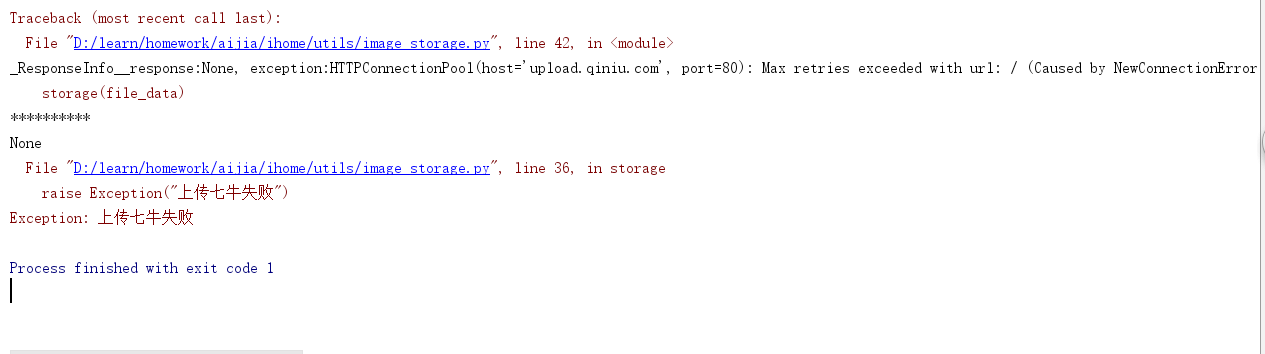 Traceback (most recent call last):
File "D:/learn/homework/aijia/ihome/utils/image_storage.py", line 42, in <module>
_ResponseInfo__response:None, exception:HTTPConnectionPool(host='upload.qiniu.com', port=80): Max retries exceeded with url: / (Caused by NewConnectionError
storage(file_data)
**********
None
File "D:/learn/homework/aijia/ihome/utils/image_storage.py", line 36, in storage
raise Exception("上传七牛失败")
Exception: 上传七牛失败
Process finished with exit code 1